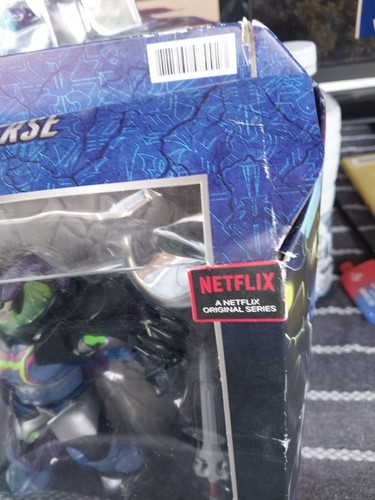 RSE
NETFLIX
A NETFLIX
ORIGINAL SERIES